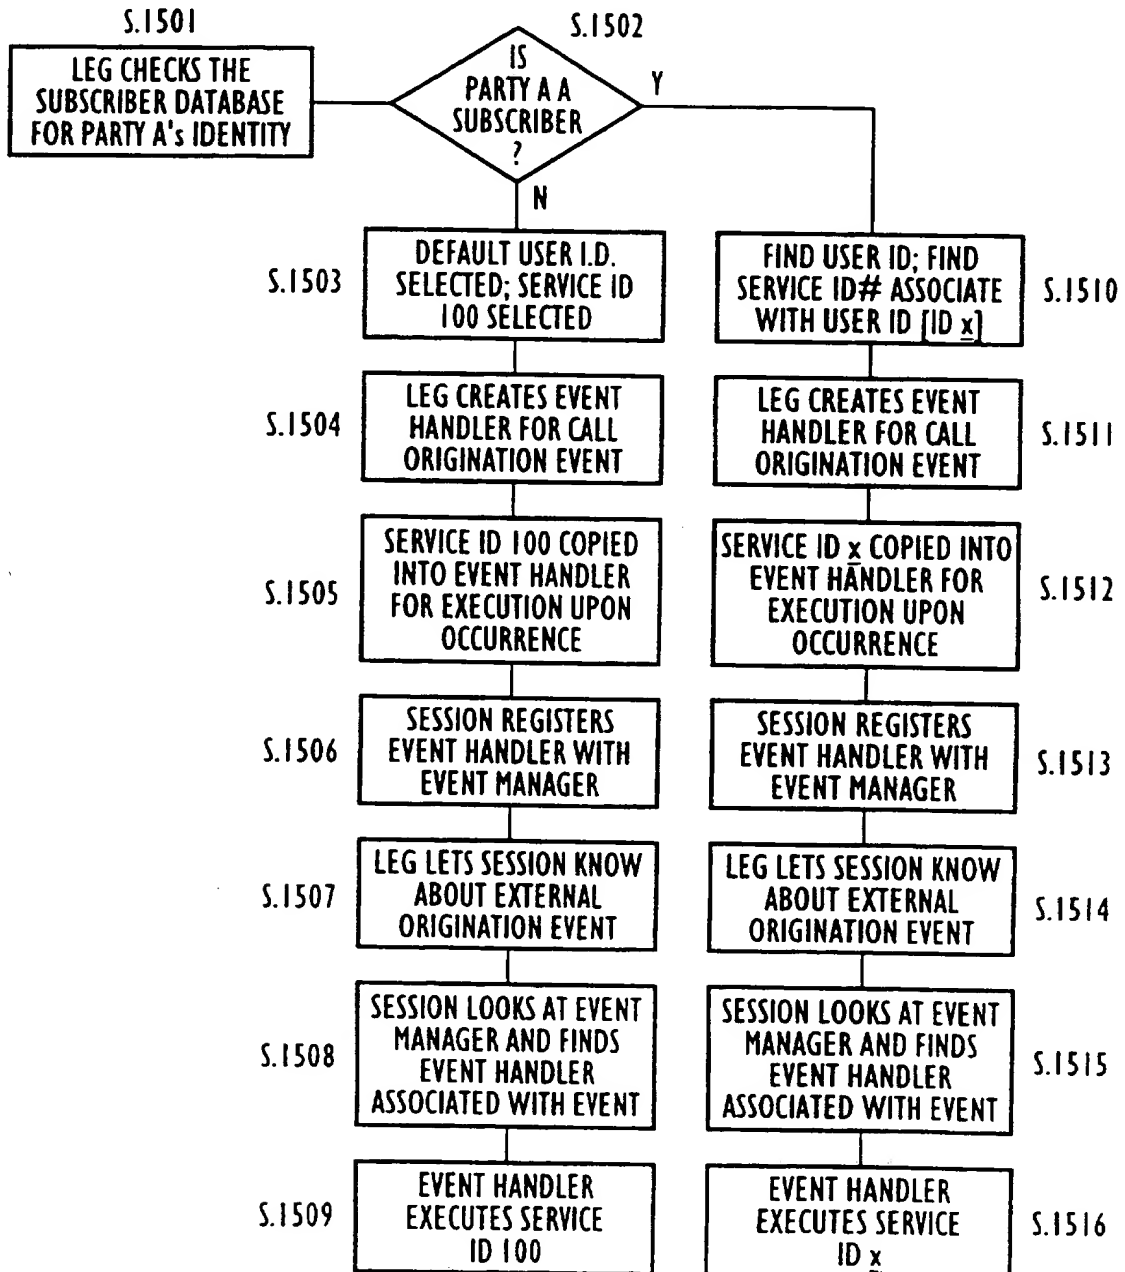 S.1501
LEG CHECKS THE
SUBSCRIBER DATABASE
FOR PARTY A's IDENTITY
S.1502
IS
PARTY A A
SUBSCRIBER
?
Y
N
S.1503
DEFAULT USER I.D.
SELECTED; SERVICE ID
100 SELECTED
S.1504
LEG CREATES EVENT
HANDLER FOR CALL
ORIGINATION EVENT
S.1505
SERVICE ID 100 COPIED
INTO EVENT HANDLER
FOR EXECUTION UPON
OCCURRENCE
S.1506
SESSION REGISTERS
EVENT HANDLER WITH
EVENT MANAGER
S.1507
LEG LETS SESSION KNOW
ABOUT EXTERNAL
ORIGINATION EVENT
S.1508
SESSION LOOKS AT EVENT
MANAGER AND FINDS
EVENT HANDLER
ASSOCIATED WITH EVENT
S.1509
EVENT HANDLER
EXECUTES SERVICE
ID 100
FIND USER ID; FIND
SERVICE ID# ASSOCIATE
WITH USER ID [ID x]
S.1510
LEG CREATES EVENT
HANDLER FOR CALL
ORIGINATION EVENT
S.1511
SERVICE ID x COPIED INTO
EVENT HANDLER FOR
EXECUTION UPON
OCCURRENCE
S.1512
SESSION REGISTERS
EVENT HANDLER WITH
EVENT MANAGER
S.1513
LEG LETS SESSION KNOW
ABOUT EXTERNAL
ORIGINATION EVENT
S.1514
SESSION LOOKS AT EVENT
MANAGER AND FINDS
EVENT HANDLER
ASSOCIATED WITH EVENT
S.1515
EVENT HANDLER
EXECUTES SERVICE
ID x
S.1516